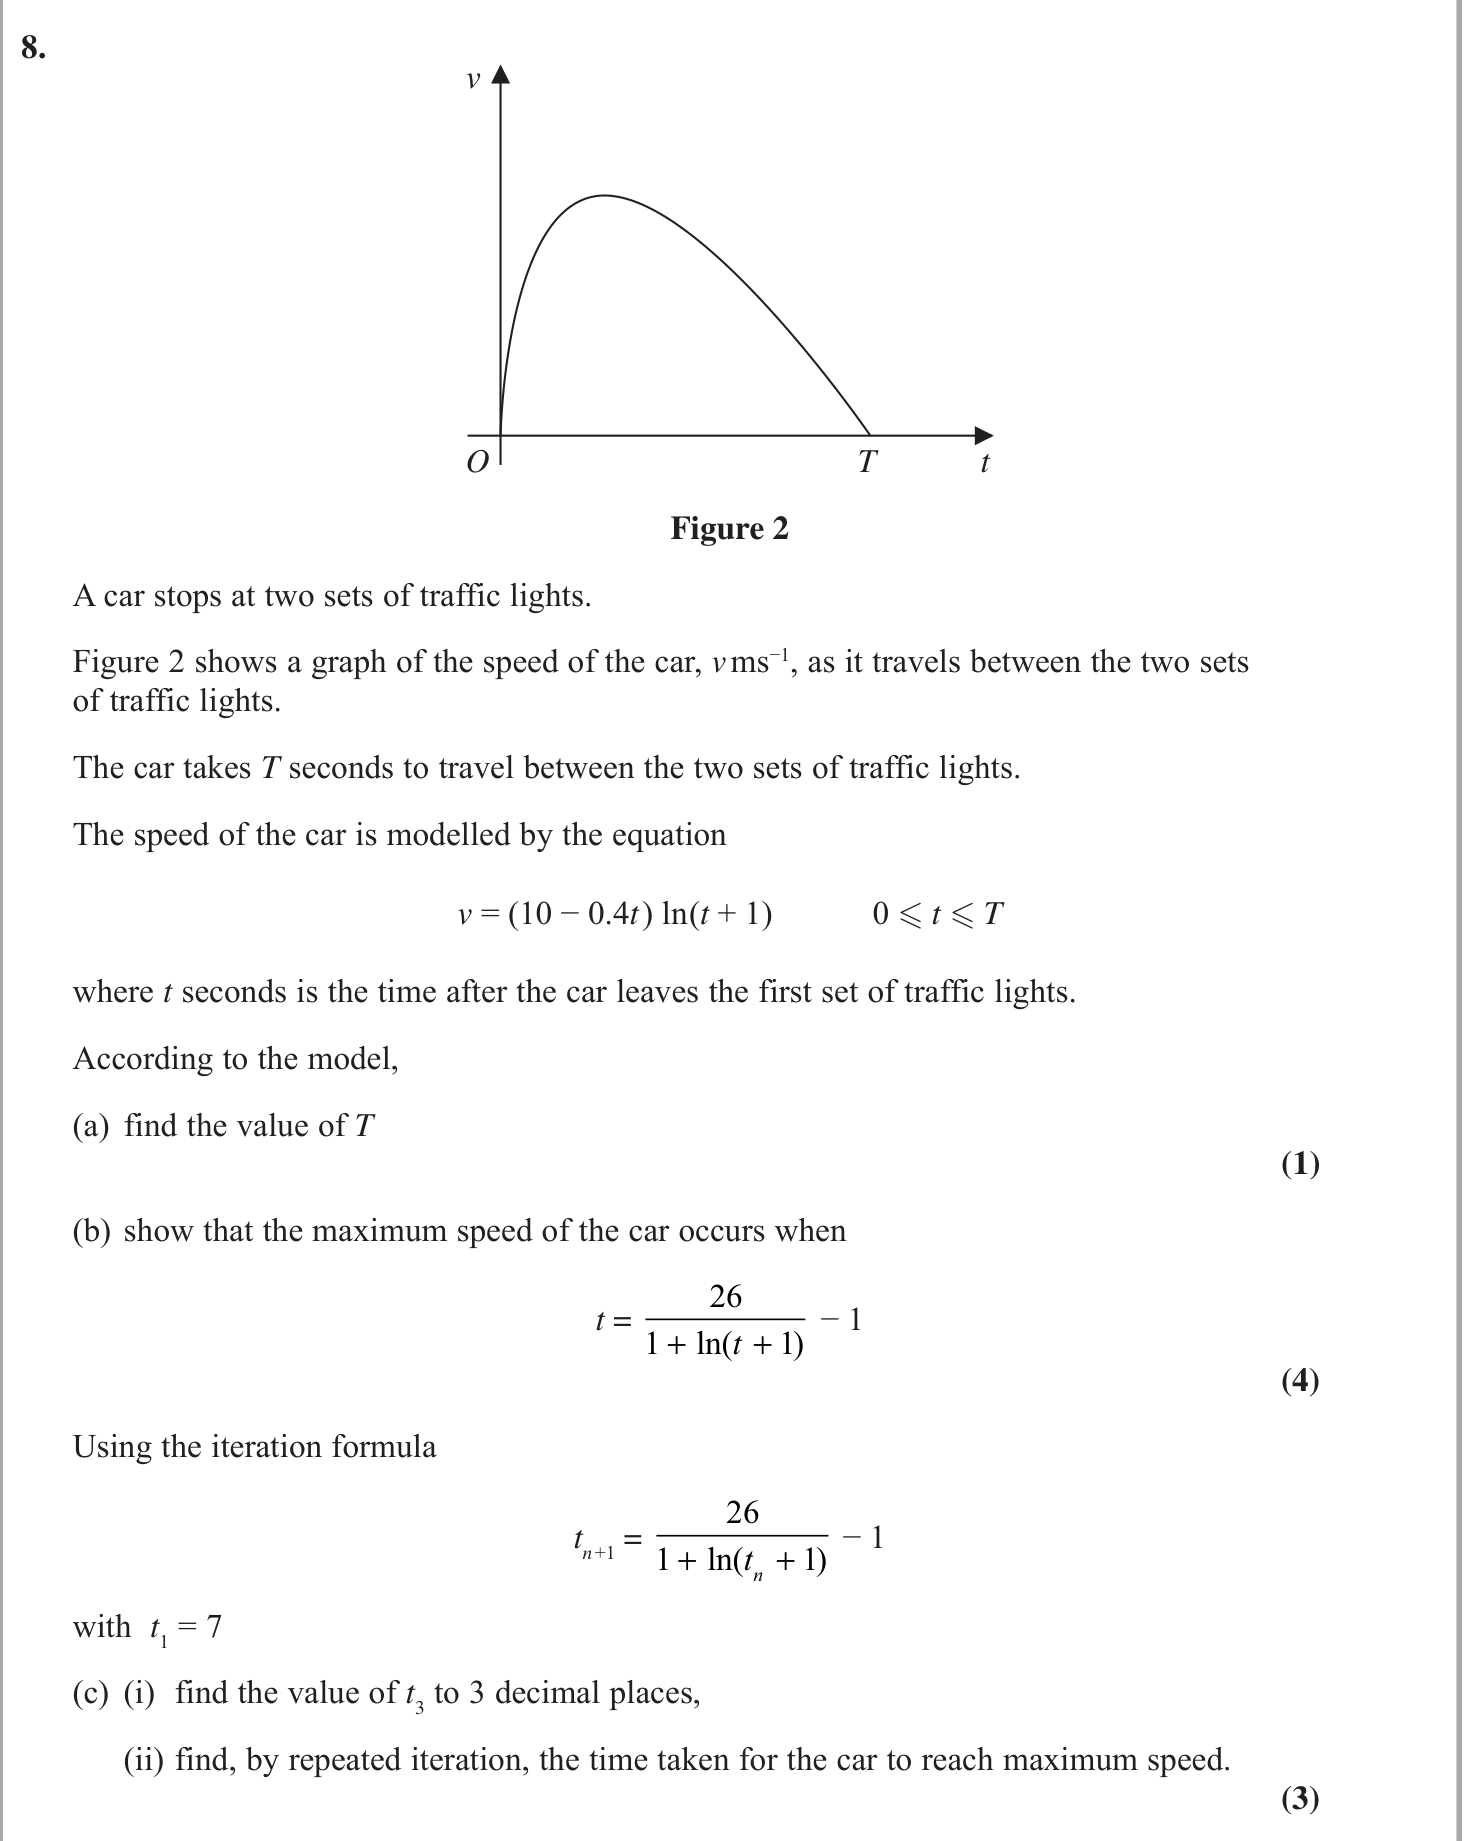 8.
v
O
T
t
Figure 2
A car stops at two sets of traffic lights.
Figure 2 shows a graph of the speed of the car, v ms⁻¹, as it travels between the two sets
of traffic lights.
The car takes T seconds to travel between the two sets of traffic lights.
The speed of the car is modelled by the equation
v = (10 − 0.4t) ln(t + 1)    0 ⩽ t ⩽ T
where t seconds is the time after the car leaves the first set of traffic lights.
According to the model,
(a) find the value of T
(1)
(b) show that the maximum speed of the car occurs when
t = 26 / (1 + ln(t + 1)) − 1
(4)
Using the iteration formula
tₙ₊₁ = 26 / (1 + ln(tₙ + 1)) − 1
with t₁ = 7
(c) (i) find the value of t₃ to 3 decimal places,
(ii) find, by repeated iteration, the time taken for the car to reach maximum speed.
(3)